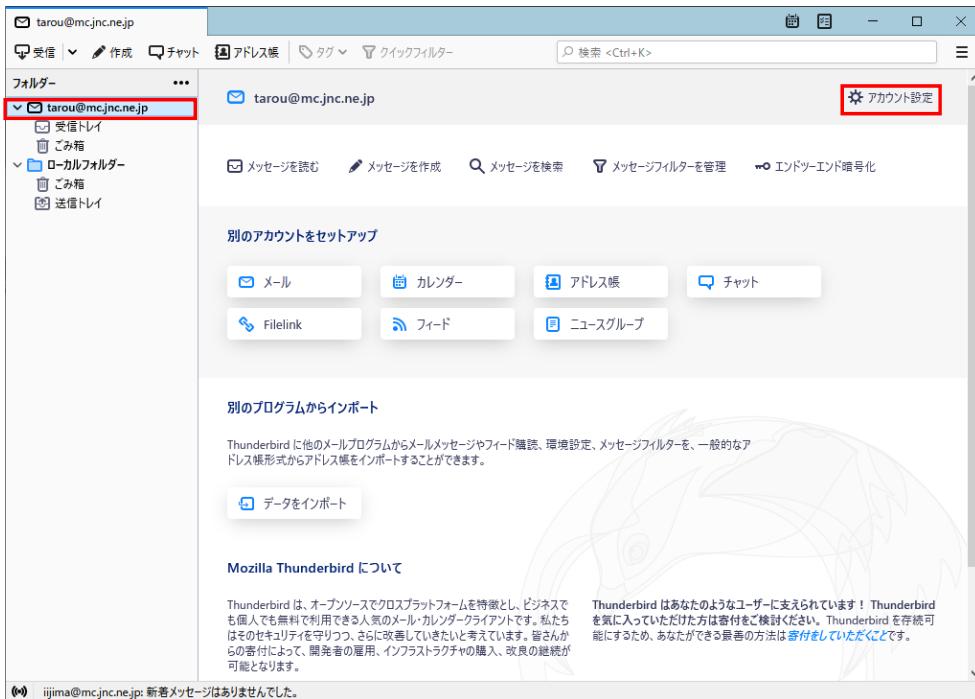 tarou@mc.jnc.ne.jp
受信 作成 チャット アドレス帳 タグ クイックフィルター 検索 <Ctrl+K>
フォルダー
tarou@mc.jnc.ne.jp
受信トレイ
ごみ箱
ローカルフォルダー
ごみ箱
送信トレイ
tarou@mc.jnc.ne.jp アカウント設定
メッセージを読む メッセージを作成 メッセージを検索 メッセージフィルターを管理 エンドツーエンド暗号化
別のアカウントをセットアップ
メール カレンダー アドレス帳 チャット
Filelink フィード ニュースグループ
別のプログラムからインポート
Thunderbird に他のメールプログラムからメールメッセージやフィード購読、環境設定、メッセージフィルターを、一般的なア
ドレス帳形式からアドレス帳をインポートすることができます。
データをインポート
Mozilla Thunderbird について
Thunderbird は、オープンソースでクロスプラットフォームを特徴とし、ビジネスで
も個人でも無料で利用できる人気のメール・カレンダークライアントです。私たち
はそのセキュリティを守りつつ、さらに改善していきたいと考えています。皆さんか
らの寄付によって、開発者の雇用、インフラストラクチャの購入、改良の継続が
可能となります。
Thunderbird はあなたのようなユーザーに支えられています！ Thunderbird
を気に入っていただけた方は寄付をご検討ください。Thunderbird を存続可
能にするため、あなたができる最善の方法は寄付をしていただくことです。
iijima@mc.jnc.ne.jp: 新着メッセージはありませんでした。